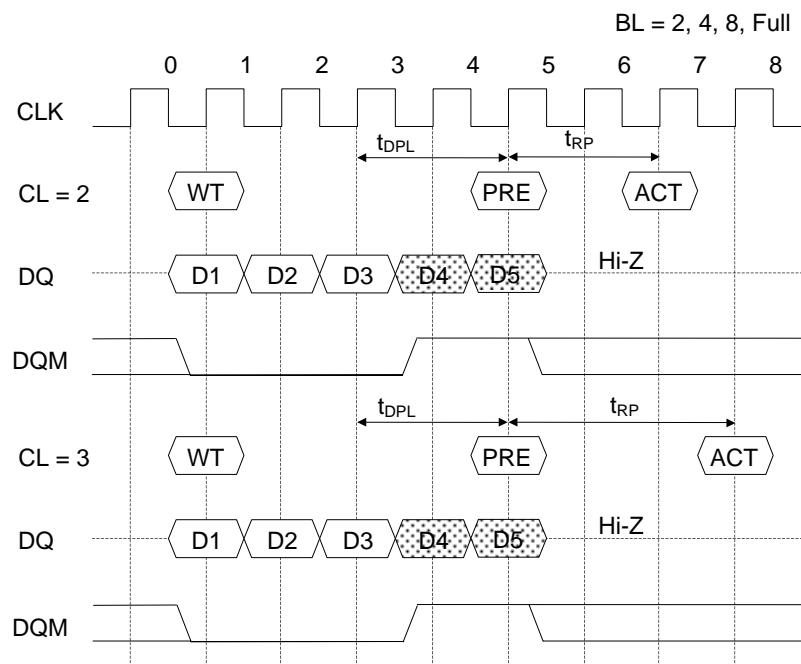 BL = 2, 4, 8, Full
0 1 2 3 4 5 6 7 8
CLK
tDPL tRP
CL = 2 WT PRE ACT
DQ D1 D2 D3 D4 D5 Hi-Z
DQM
tDPL tRP
CL = 3 WT PRE ACT
DQ D1 D2 D3 D4 D5 Hi-Z
DQM